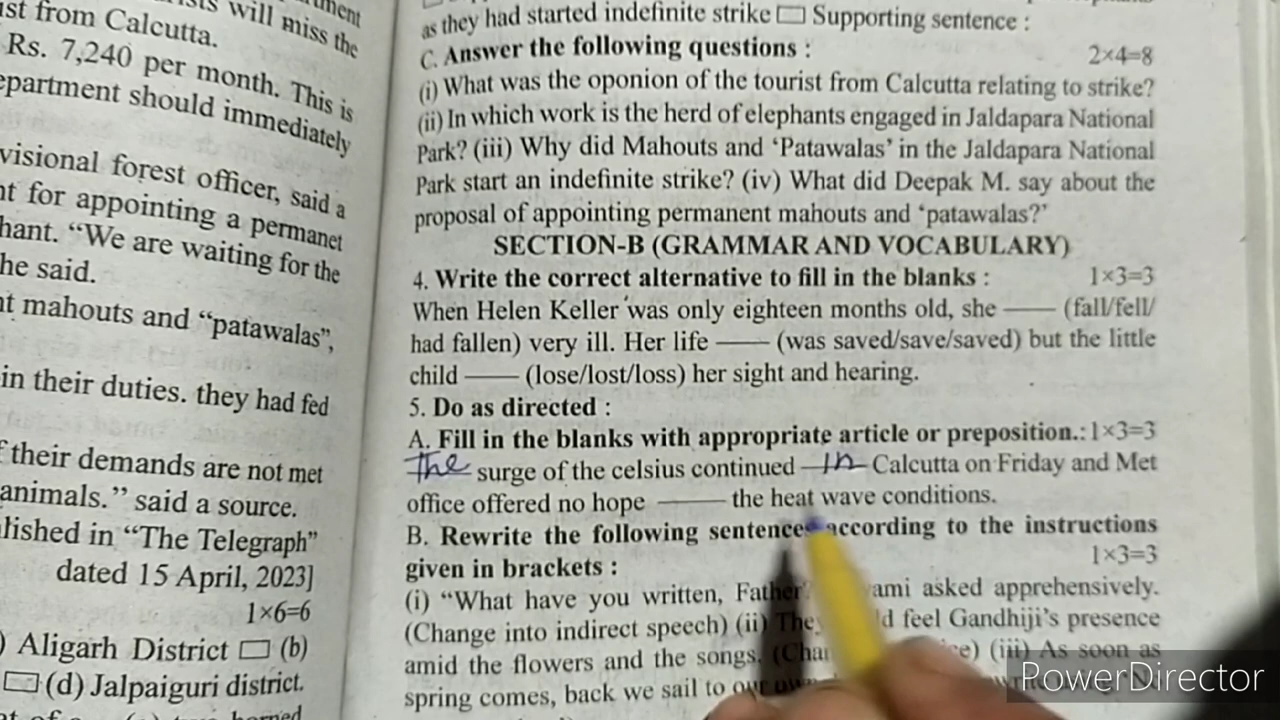 ust from Calcutta.
will miss the
Rs. 7,240 per month. This is
epartment should immediately
visional forest officer, said a
nt for appointing a permanet
hant. “We are waiting for the
he said.
nt mahouts and “patawalas”,
in their duties. they had fed
f their demands are not met
animals.” said a source.
lished in “The Telegraph”
dated 15 April, 2023]
1×6=6
) Aligarh District □ (b)
□ (d) Jalpaiguri district.
as they had started indefinite strike □ Supporting sentence :
C. Answer the following questions : 2×4=8
(i) What was the oponion of the tourist from Calcutta relating to strike?
(ii) In which work is the herd of elephants engaged in Jaldapara National
Park? (iii) Why did Mahouts and ‘Patawalas’ in the Jaldapara National
Park start an indefinite strike? (iv) What did Deepak M. say about the
proposal of appointing permanent mahouts and ‘patawalas?’
SECTION-B (GRAMMAR AND VOCABULARY)
4. Write the correct alternative to fill in the blanks : 1×3=3
When Helen Keller was only eighteen months old, she —— (fall/fell/
had fallen) very ill. Her life —— (was saved/save/saved) but the little
child —— (lose/lost/loss) her sight and hearing.
5. Do as directed :
A. Fill in the blanks with appropriate article or preposition.: 1×3=3
The surge of the celsius continued In Calcutta on Friday and Met
office offered no hope —— the heat wave conditions.
B. Rewrite the following sentences according to the instructions
given in brackets : 1×3=3
(i) “What have you written, Father? ami asked apprehensively.
(Change into indirect speech) (ii) They d feel Gandhiji’s presence
amid the flowers and the songs. (Chan ce) (iii) As soon as
spring comes, back we sail to our own
PowerDirector